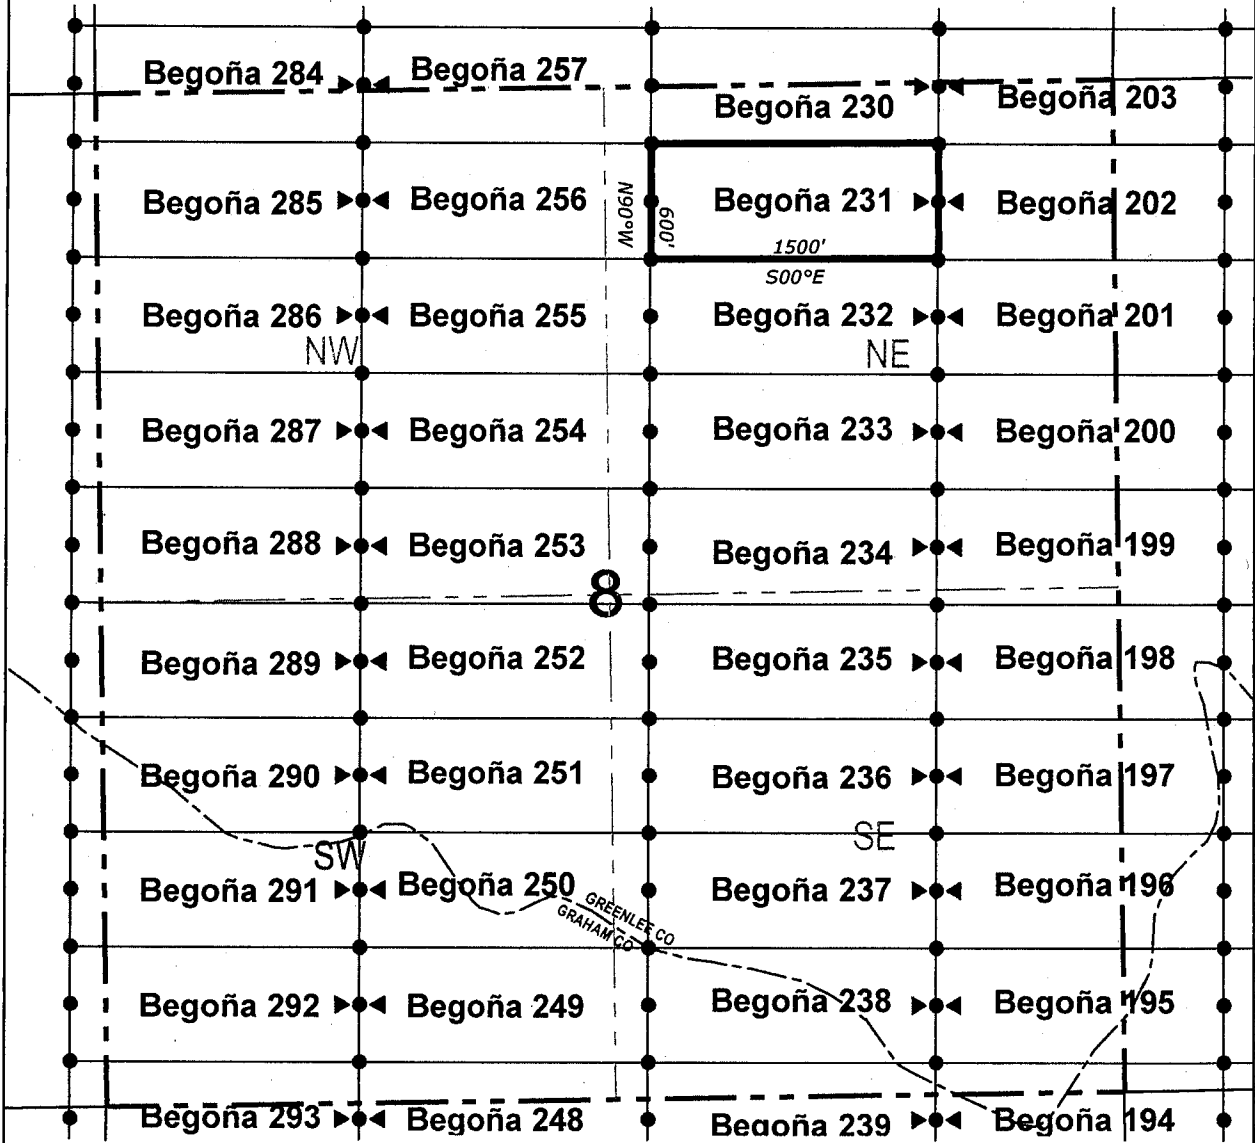 Begoña 284 Begoña 257 Begoña 230 Begoña 203
Begoña 285 Begoña 256 N90°W 600' Begoña 231 Begoña 202
1500'
S00°E
Begoña 286 Begoña 255 Begoña 232 Begoña 201
NW NE
Begoña 287 Begoña 254 Begoña 233 Begoña 200
Begoña 288 Begoña 253 Begoña 234 Begoña 199
8
Begoña 289 Begoña 252 Begoña 235 Begoña 198
Begoña 290 Begoña 251 Begoña 236 Begoña 197
SW SE
Begoña 291 Begoña 250 Begoña 237 Begoña 196
GREENLEE CO
GRAHAM CO
Begoña 292 Begoña 249 Begoña 238 Begoña 195
Begoña 293 Begoña 248 Begoña 239 Begoña 194